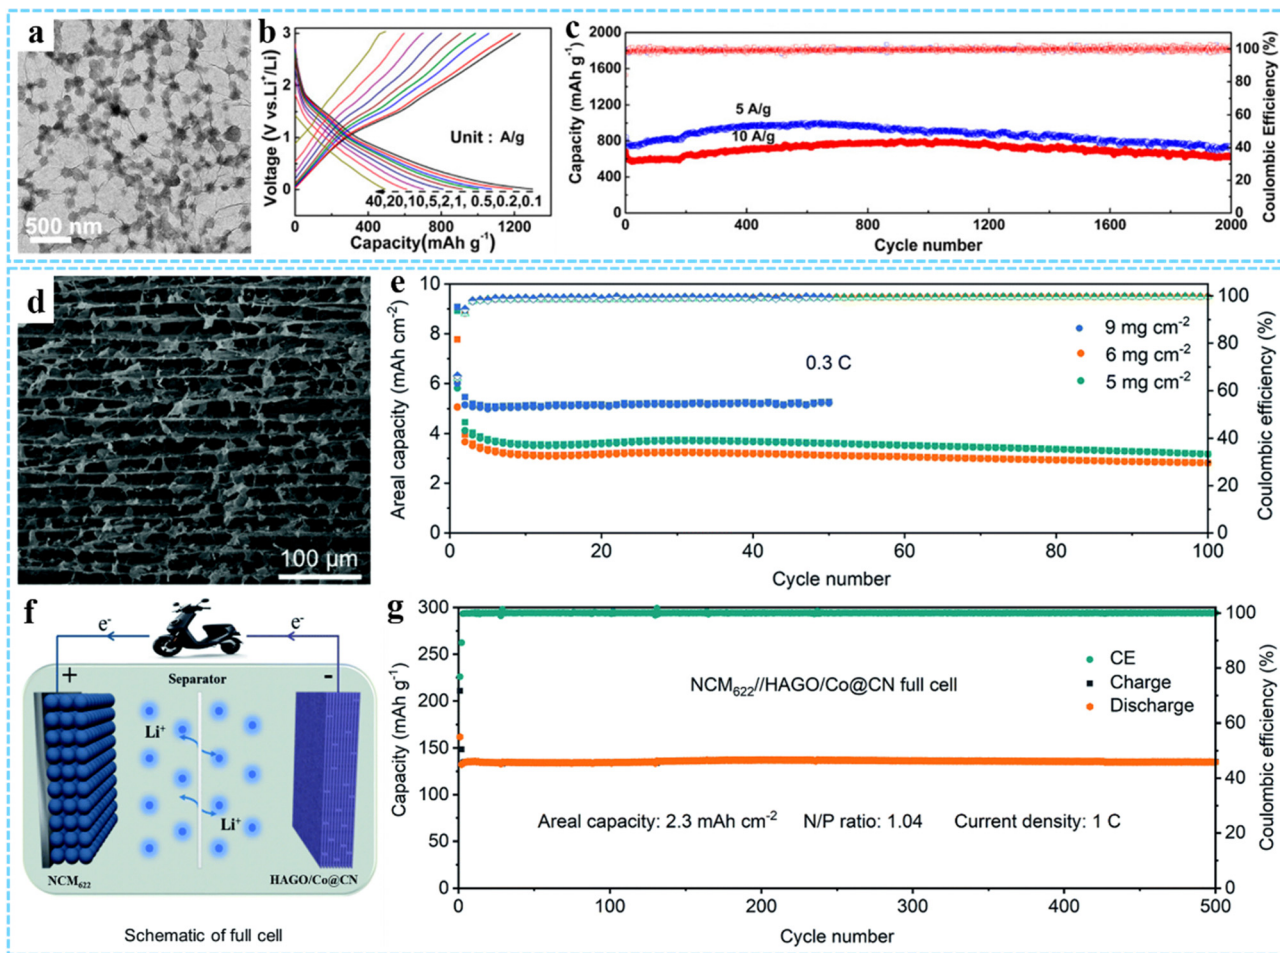 a
500 nm
b
Voltage (V vs.Li⁺/Li)
3
2
1
0
Unit : A/g
40,20,10,5,2,1, 0.5,0.2,0.1
0 400 800 1200
Capacity(mAh g⁻¹)
c
Capacity (mAh g⁻¹)
2000
1800
1400
1000
800
400
0
5 A/g
10 A/g
100
80
60
40
20
0
Coulombic Efficiency (%)
0 400 800 1200 1600 2000
Cycle number
d
100 μm
e
Areal capacity (mAh cm⁻²)
10
8
6
4
2
0
0.3 C
9 mg cm⁻²
6 mg cm⁻²
5 mg cm⁻²
100
80
60
40
20
0
Coulombic efficiency (%)
0 20 40 60 80 100
Cycle number
f
e⁻ e⁻
+ Separator -
Li⁺
Li⁺
NCM₆₂₂ HAGO/Co@CN
Schematic of full cell
g
Capacity (mAh g⁻¹)
300
250
200
150
100
50
0
CE
Charge
Discharge
NCM₆₂₂//HAGO/Co@CN full cell
Areal capacity: 2.3 mAh cm⁻² N/P ratio: 1.04 Current density: 1 C
100
80
60
40
20
0
Coulombic efficiency (%)
0 100 200 300 400 500
Cycle number